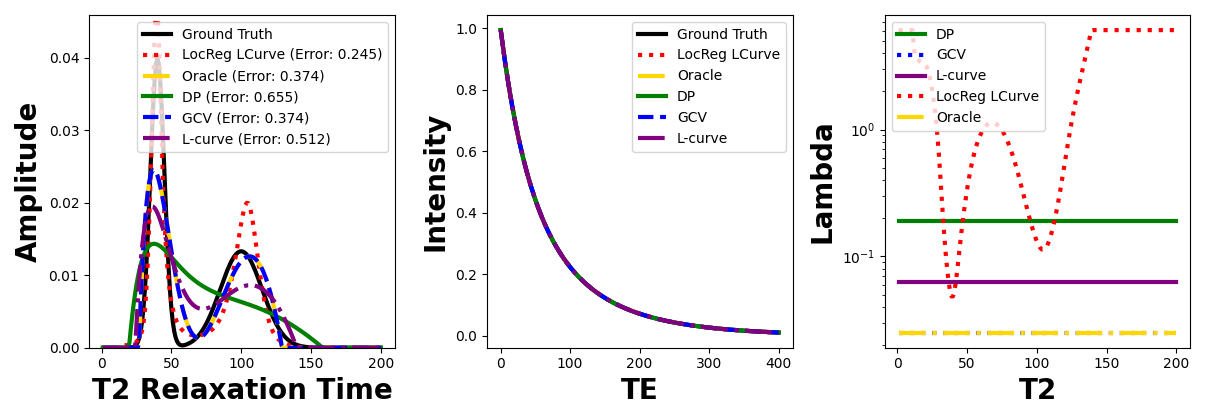 Amplitude
0.04
0.03
0.02
0.01
0.00
0
50
100
150
200
T2 Relaxation Time
Ground Truth
LocReg LCurve (Error: 0.245)
Oracle (Error: 0.374)
DP (Error: 0.655)
GCV (Error: 0.374)
L-curve (Error: 0.512)
Intensity
1.0
0.8
0.6
0.4
0.2
0.0
0
100
200
300
400
TE
Ground Truth
LocReg LCurve
Oracle
DP
GCV
L-curve
Lambda
10⁰
10⁻¹
0
50
100
150
200
T2
DP
GCV
L-curve
LocReg LCurve
Oracle